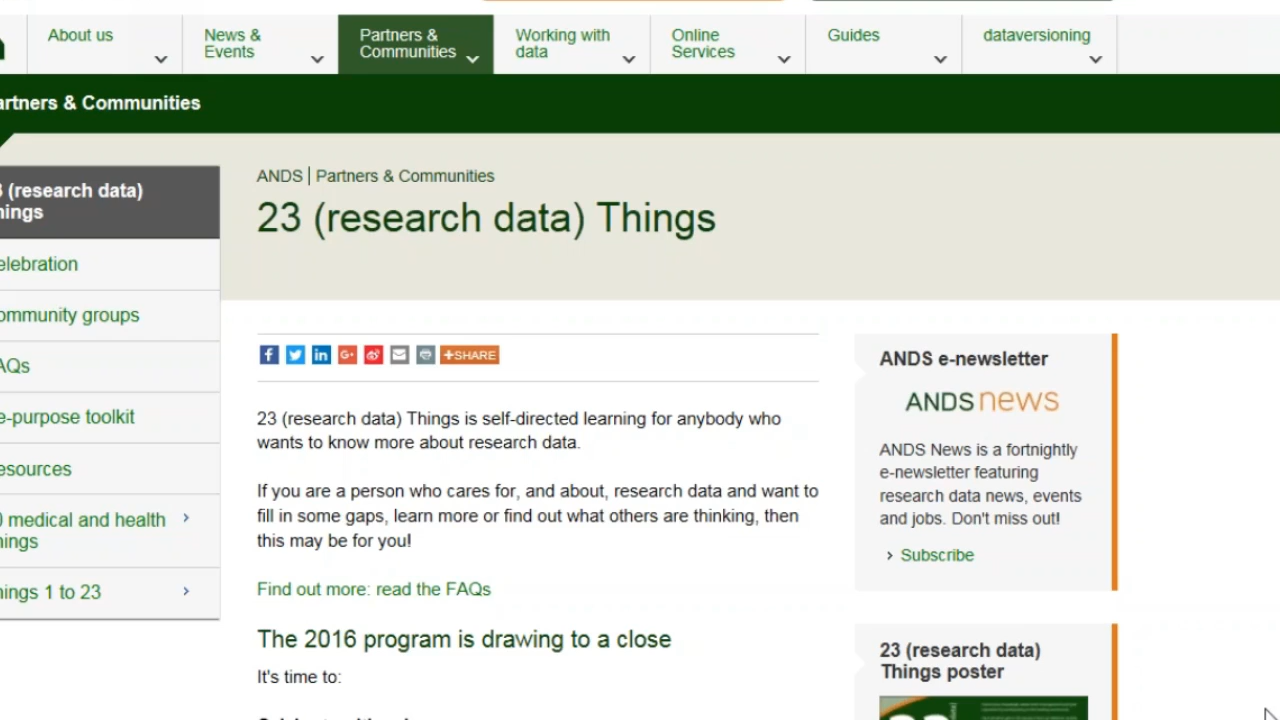 About us
News &
Events
Partners &
Communities
Working with
data
Online
Services
Guides
dataversioning
artners & Communities
(research data)
hings
elebration
ommunity groups
AQs
e-purpose toolkit
esources
medical and health
hings
hings 1 to 23
ANDS | Partners & Communities
23 (research data) Things
+SHARE
23 (research data) Things is self-directed learning for anybody who
wants to know more about research data.
If you are a person who cares for, and about, research data and want to
fill in some gaps, learn more or find out what others are thinking, then
this may be for you!
Find out more: read the FAQs
The 2016 program is drawing to a close
It's time to:
ANDS e-newsletter
ANDS news
ANDS News is a fortnightly
e-newsletter featuring
research data news, events
and jobs. Don't miss out!
Subscribe
23 (research data)
Things poster